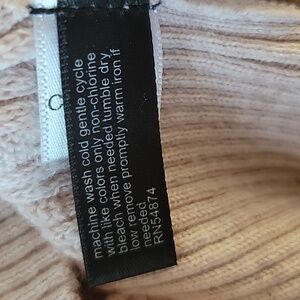 machine wash cold gentle cycle
with like colors only non-chlorine
bleach when needed tumble dry
low remove promptly warm iron if
needed
RN54874